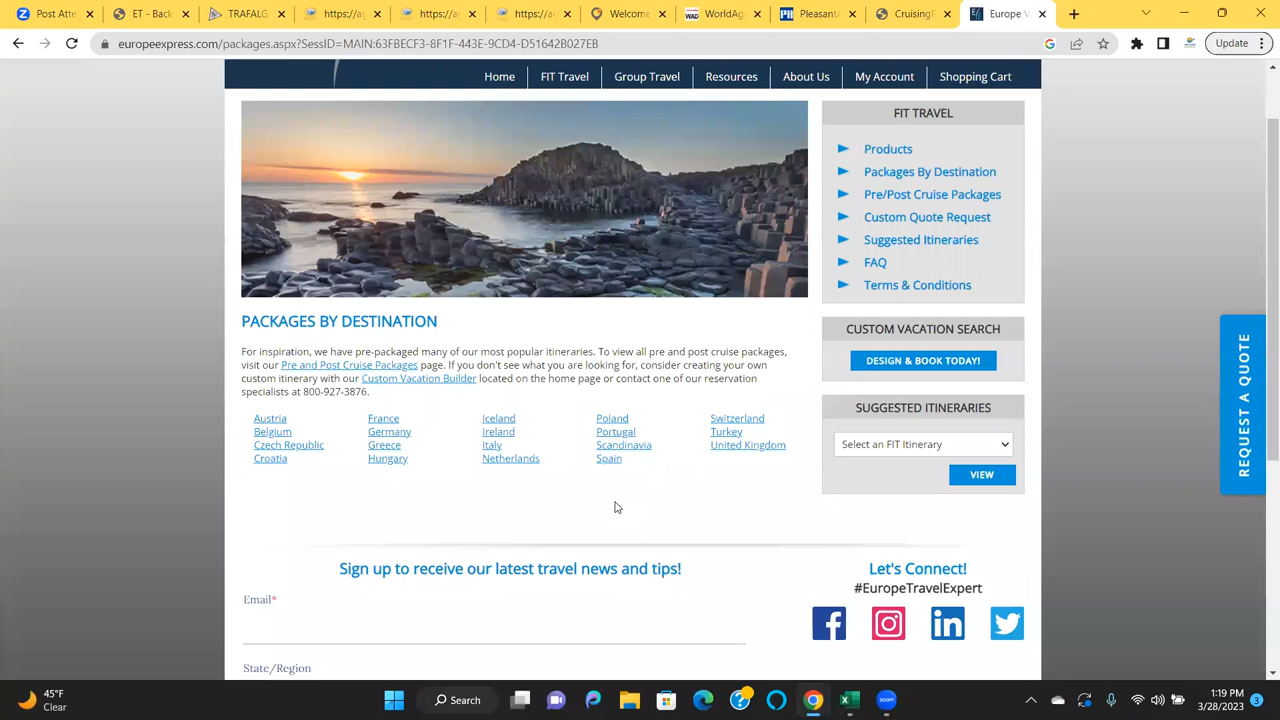 Post Atte
ET - Back
TRAFALG
https://ag
https://ag
https://ag
Welcome
WorldAge
PleasantA
CruisingP
Europe V
europeexpress.com/packages.aspx?SessID=MAIN:63FBECF3-8F1F-443E-9CD4-D51642B027EB
Update
Home
FIT Travel
Group Travel
Resources
About Us
My Account
Shopping Cart
FIT TRAVEL
Products
Packages By Destination
Pre/Post Cruise Packages
Custom Quote Request
Suggested Itineraries
FAQ
Terms & Conditions
PACKAGES BY DESTINATION
For inspiration, we have pre-packaged many of our most popular itineraries. To view all pre and post cruise packages,
visit our Pre and Post Cruise Packages page. If you don't see what you are looking for, consider creating your own
custom itinerary with our Custom Vacation Builder located on the home page or contact one of our reservation
specialists at 800-927-3876.
Austria
Belgium
Czech Republic
Croatia
France
Germany
Greece
Hungary
Iceland
Ireland
Italy
Netherlands
Poland
Portugal
Scandinavia
Spain
Switzerland
Turkey
United Kingdom
CUSTOM VACATION SEARCH
DESIGN & BOOK TODAY!
SUGGESTED ITINERARIES
Select an FIT Itinerary
VIEW
REQUEST A QUOTE
Sign up to receive our latest travel news and tips!
Email*
State/Region
Let's Connect!
#EuropeTravelExpert
45°F
Clear
Search
zoom
1:19 PM
3/28/2023
3